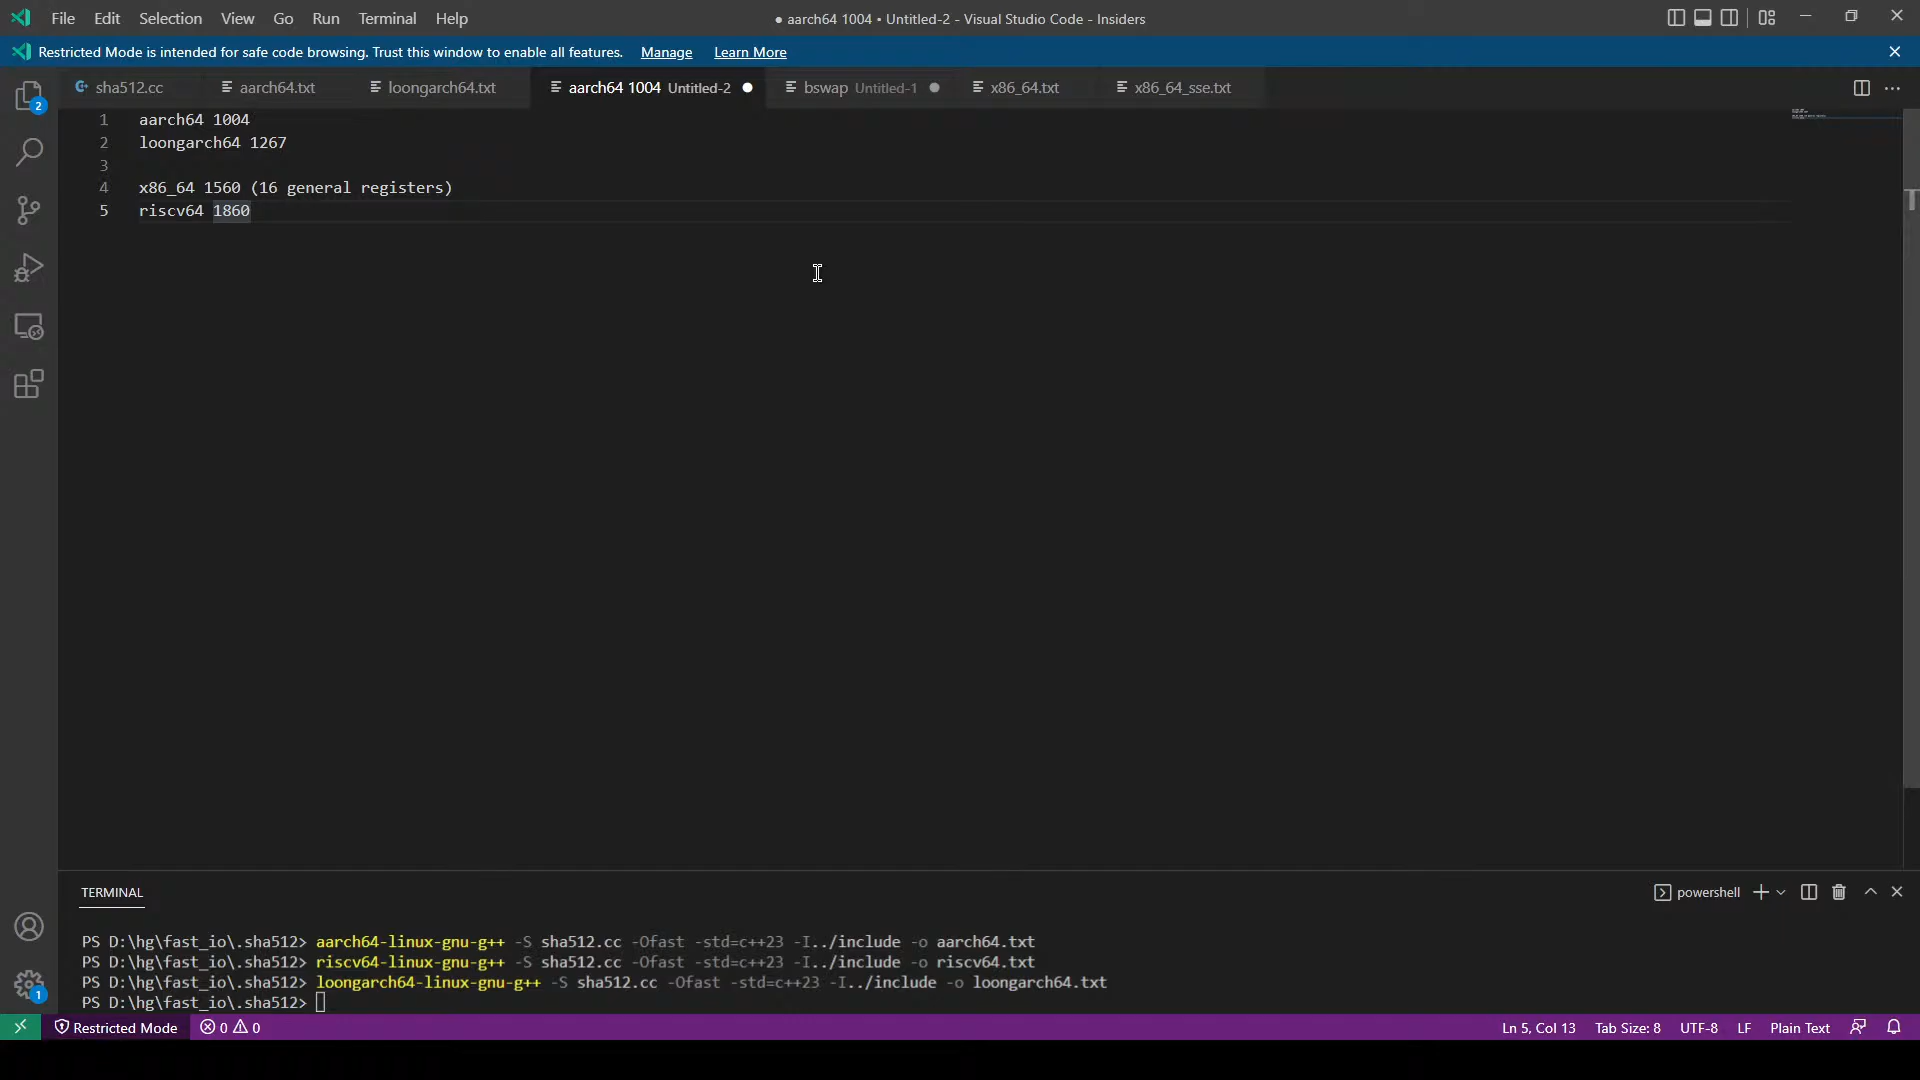 File Edit Selection View Go Run Terminal Help
● aarch64 1004 • Untitled-2 - Visual Studio Code - Insiders
Restricted Mode is intended for safe code browsing. Trust this window to enable all features. Manage Learn More
sha512.cc aarch64.txt loongarch64.txt aarch64 1004 Untitled-2 bswap Untitled-1 x86_64.txt x86_64_sse.txt
2
1 aarch64 1004
2 loongarch64 1267
3
4 x86_64 1560 (16 general registers)
5 riscv64 1860
TERMINAL
powershell
PS D:\hg\fast_io\.sha512> aarch64-linux-gnu-g++ -S sha512.cc -Ofast -std=c++23 -I../include -o aarch64.txt
PS D:\hg\fast_io\.sha512> riscv64-linux-gnu-g++ -S sha512.cc -Ofast -std=c++23 -I../include -o riscv64.txt
PS D:\hg\fast_io\.sha512> loongarch64-linux-gnu-g++ -S sha512.cc -Ofast -std=c++23 -I../include -o loongarch64.txt
PS D:\hg\fast_io\.sha512>
1
Restricted Mode 0 0 Ln 5, Col 13 Tab Size: 8 UTF-8 LF Plain Text